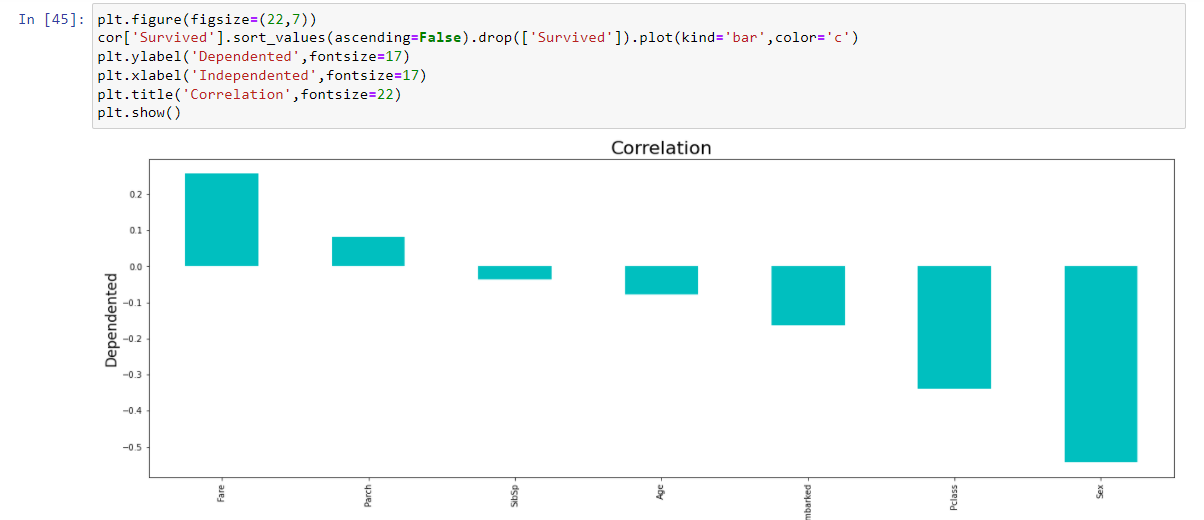 In [45]: plt.figure(figsize=(22,7))
cor['Survived'].sort_values(ascending=False).drop(['Survived']).plot(kind='bar',color='c')
plt.ylabel('Dependented',fontsize=17)
plt.xlabel('Independented',fontsize=17)
plt.title('Correlation',fontsize=22)
plt.show()
Correlation
0.2
0.1
0.0
−0.1
−0.2
−0.3
−0.4
−0.5
Dependented
Fare
Parch
SibSp
Age
mbarked
Pclass
Sex